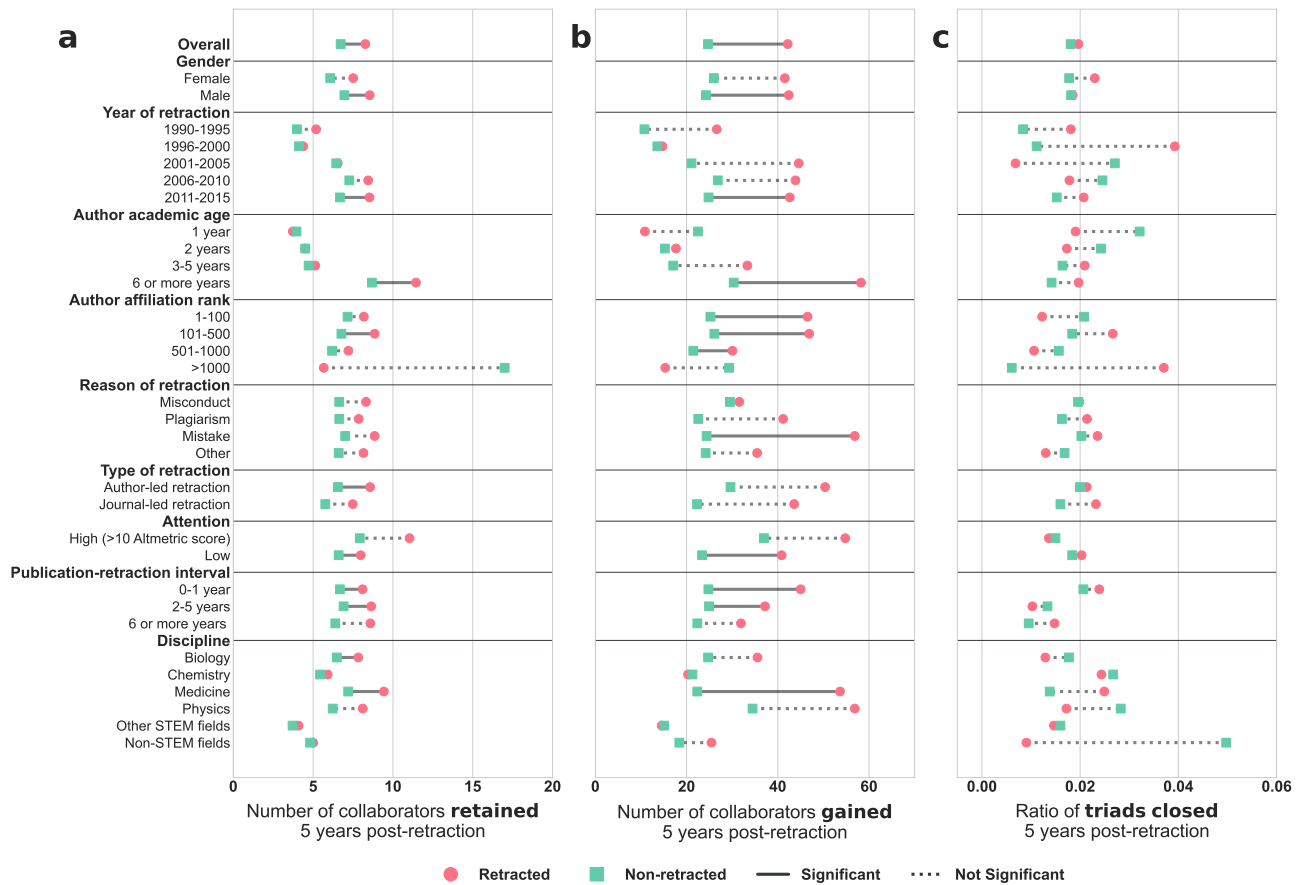 a
b
c
Overall
Gender
Female
Male
Year of retraction
1990-1995
1996-2000
2001-2005
2006-2010
2011-2015
Author academic age
1 year
2 years
3-5 years
6 or more years
Author affiliation rank
1-100
101-500
501-1000
>1000
Reason of retraction
Misconduct
Plagiarism
Mistake
Other
Type of retraction
Author-led retraction
Journal-led retraction
Attention
High (>10 Altmetric score)
Low
Publication-retraction interval
0-1 year
2-5 years
6 or more years
Discipline
Biology
Chemistry
Medicine
Physics
Other STEM fields
Non-STEM fields
0 5 10 15 20
Number of collaborators retained
5 years post-retraction
0 20 40 60
Number of collaborators gained
5 years post-retraction
0.00 0.02 0.04 0.06
Ratio of triads closed
5 years post-retraction
Retracted Non-retracted Significant Not Significant